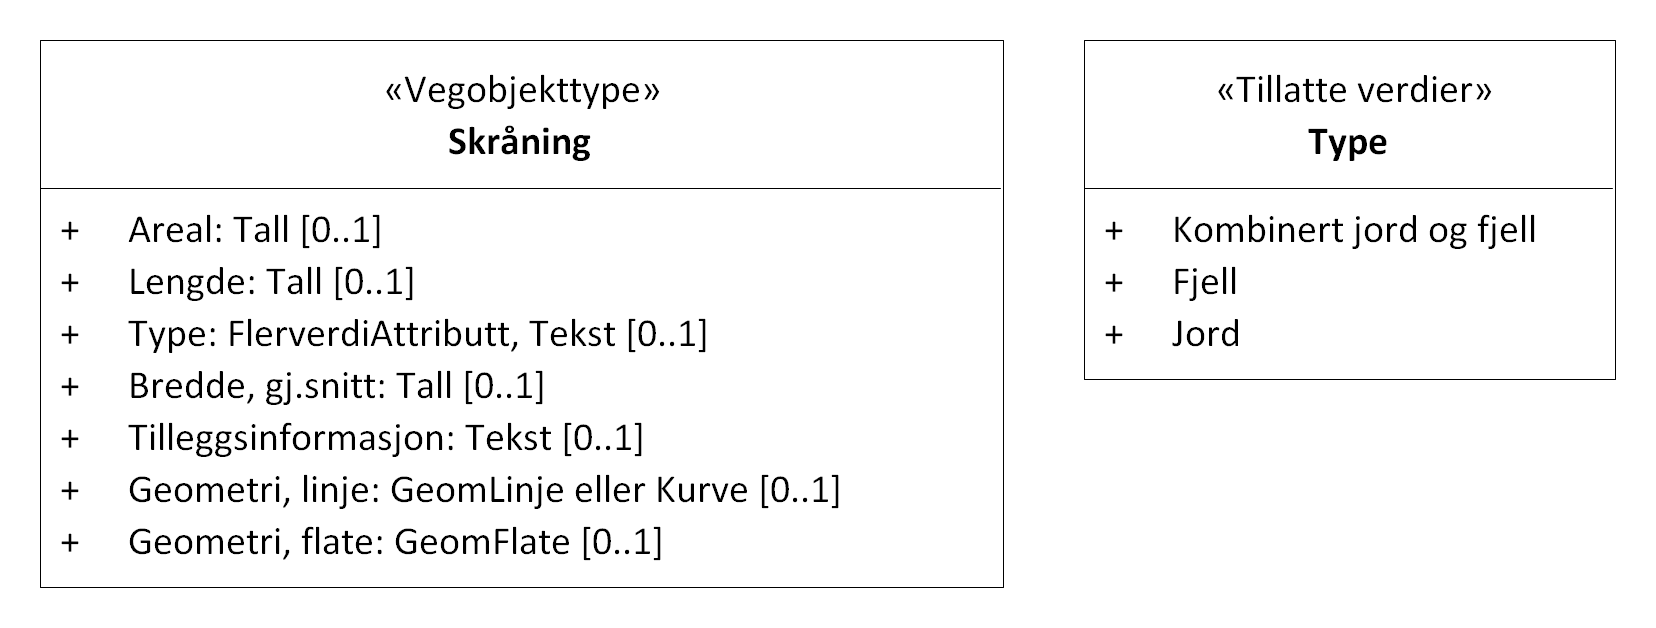 «Vegobjekttype»
Skråning
+ Areal: Tall [0..1]
+ Lengde: Tall [0..1]
+ Type: FlerverdiAttributt, Tekst [0..1]
+ Bredde, gj.snitt: Tall [0..1]
+ Tilleggsinformasjon: Tekst [0..1]
+ Geometri, linje: GeomLinje eller Kurve [0..1]
+ Geometri, flate: GeomFlate [0..1]
«Tillatte verdier»
Type
+ Kombinert jord og fjell
+ Fjell
+ Jord